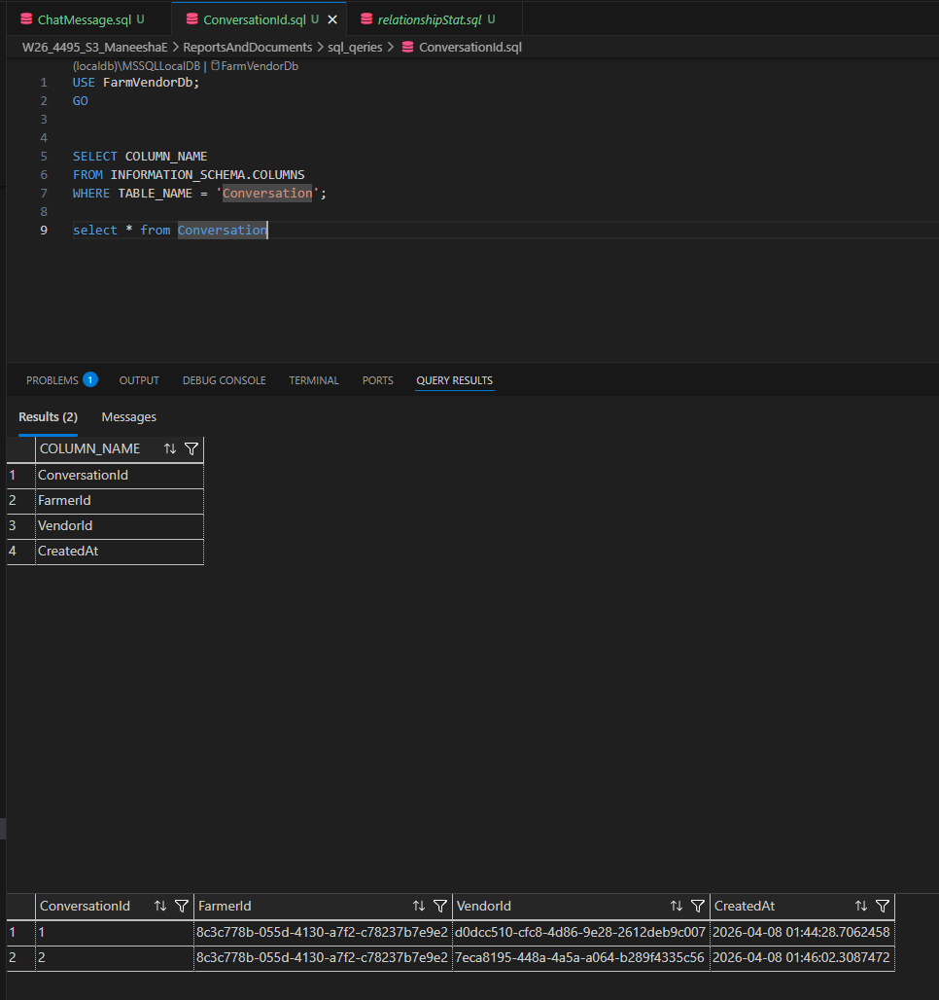 ChatMessage.sql U ConversationId.sql U relationshipStat.sql U
W26_4495_S3_ManeeshaE > ReportsAndDocuments > sql_qeries > ConversationId.sql
(localdb)\MSSQLLocalDB | FarmVendorDb
1 USE FarmVendorDb;
2 GO
3
4
5 SELECT COLUMN_NAME
6 FROM INFORMATION_SCHEMA.COLUMNS
7 WHERE TABLE_NAME = 'Conversation';
8
9 select * from Conversation
PROBLEMS 1 OUTPUT DEBUG CONSOLE TERMINAL PORTS QUERY RESULTS
Results (2) Messages
COLUMN_NAME
1 ConversationId
2 FarmerId
3 VendorId
4 CreatedAt
ConversationId FarmerId VendorId CreatedAt
1 1 8c3c778b-055d-4130-a7f2-c78237b7e9e2 d0dcc510-cfc8-4d86-9e28-2612deb9c007 2026-04-08 01:44:28.7062458
2 2 8c3c778b-055d-4130-a7f2-c78237b7e9e2 7eca8195-448a-4a5a-a064-b289f4335c56 2026-04-08 01:46:02.3087472